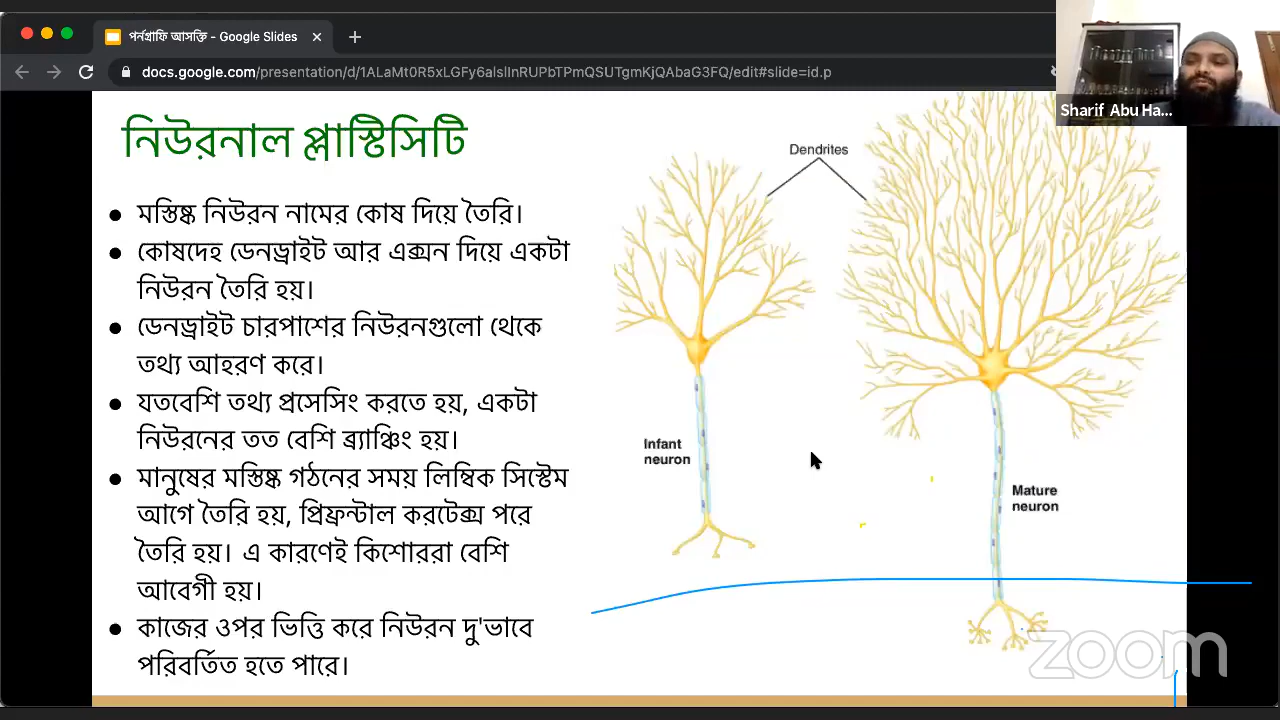 পর্নগ্রাফি আসক্তি - Google Slides
docs.google.com/presentation/d/1ALaMt0R5xLGFy6alsIlnRUPbTPmQSUTgmKjQAbaG3FQ/edit#slide=id.p
Sharif Abu Ha...
নিউরনাল প্লাস্টিসিটি
● মস্তিষ্ক নিউরন নামের কোষ দিয়ে তৈরি।
● কোষদেহ ডেনড্রাইট আর এক্সন দিয়ে একটা
নিউরন তৈরি হয়।
● ডেনড্রাইট চারপাশের নিউরনগুলো থেকে
তথ্য আহরণ করে।
● যতবেশি তথ্য প্রসেসিং করতে হয়, একটা
নিউরনের তত বেশি ব্র্যাঞ্চিং হয়।
● মানুষের মস্তিষ্ক গঠনের সময় লিম্বিক সিস্টেম
আগে তৈরি হয়, প্রিফ্রন্টাল করটেক্স পরে
তৈরি হয়। এ কারণেই কিশোররা বেশি
আবেগী হয়।
● কাজের ওপর ভিত্তি করে নিউরন দু'ভাবে
পরিবর্তিত হতে পারে।
Dendrites
Infant
neuron
Mature
neuron
zoom